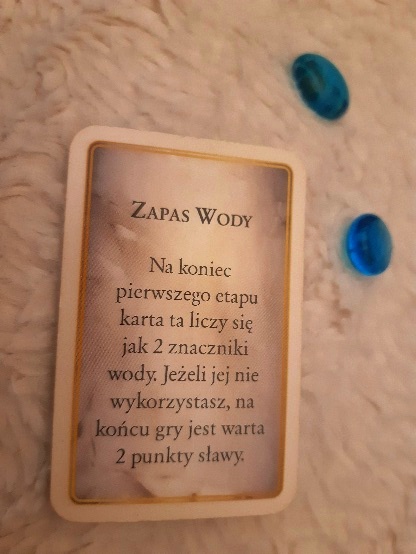 Zapas Wody
Na koniec
pierwszego etapu
karta ta liczy się
jak 2 znaczniki
wody. Jeżeli jej nie
wykorzystasz, na
końcu gry jest warta
2 punkty sławy.